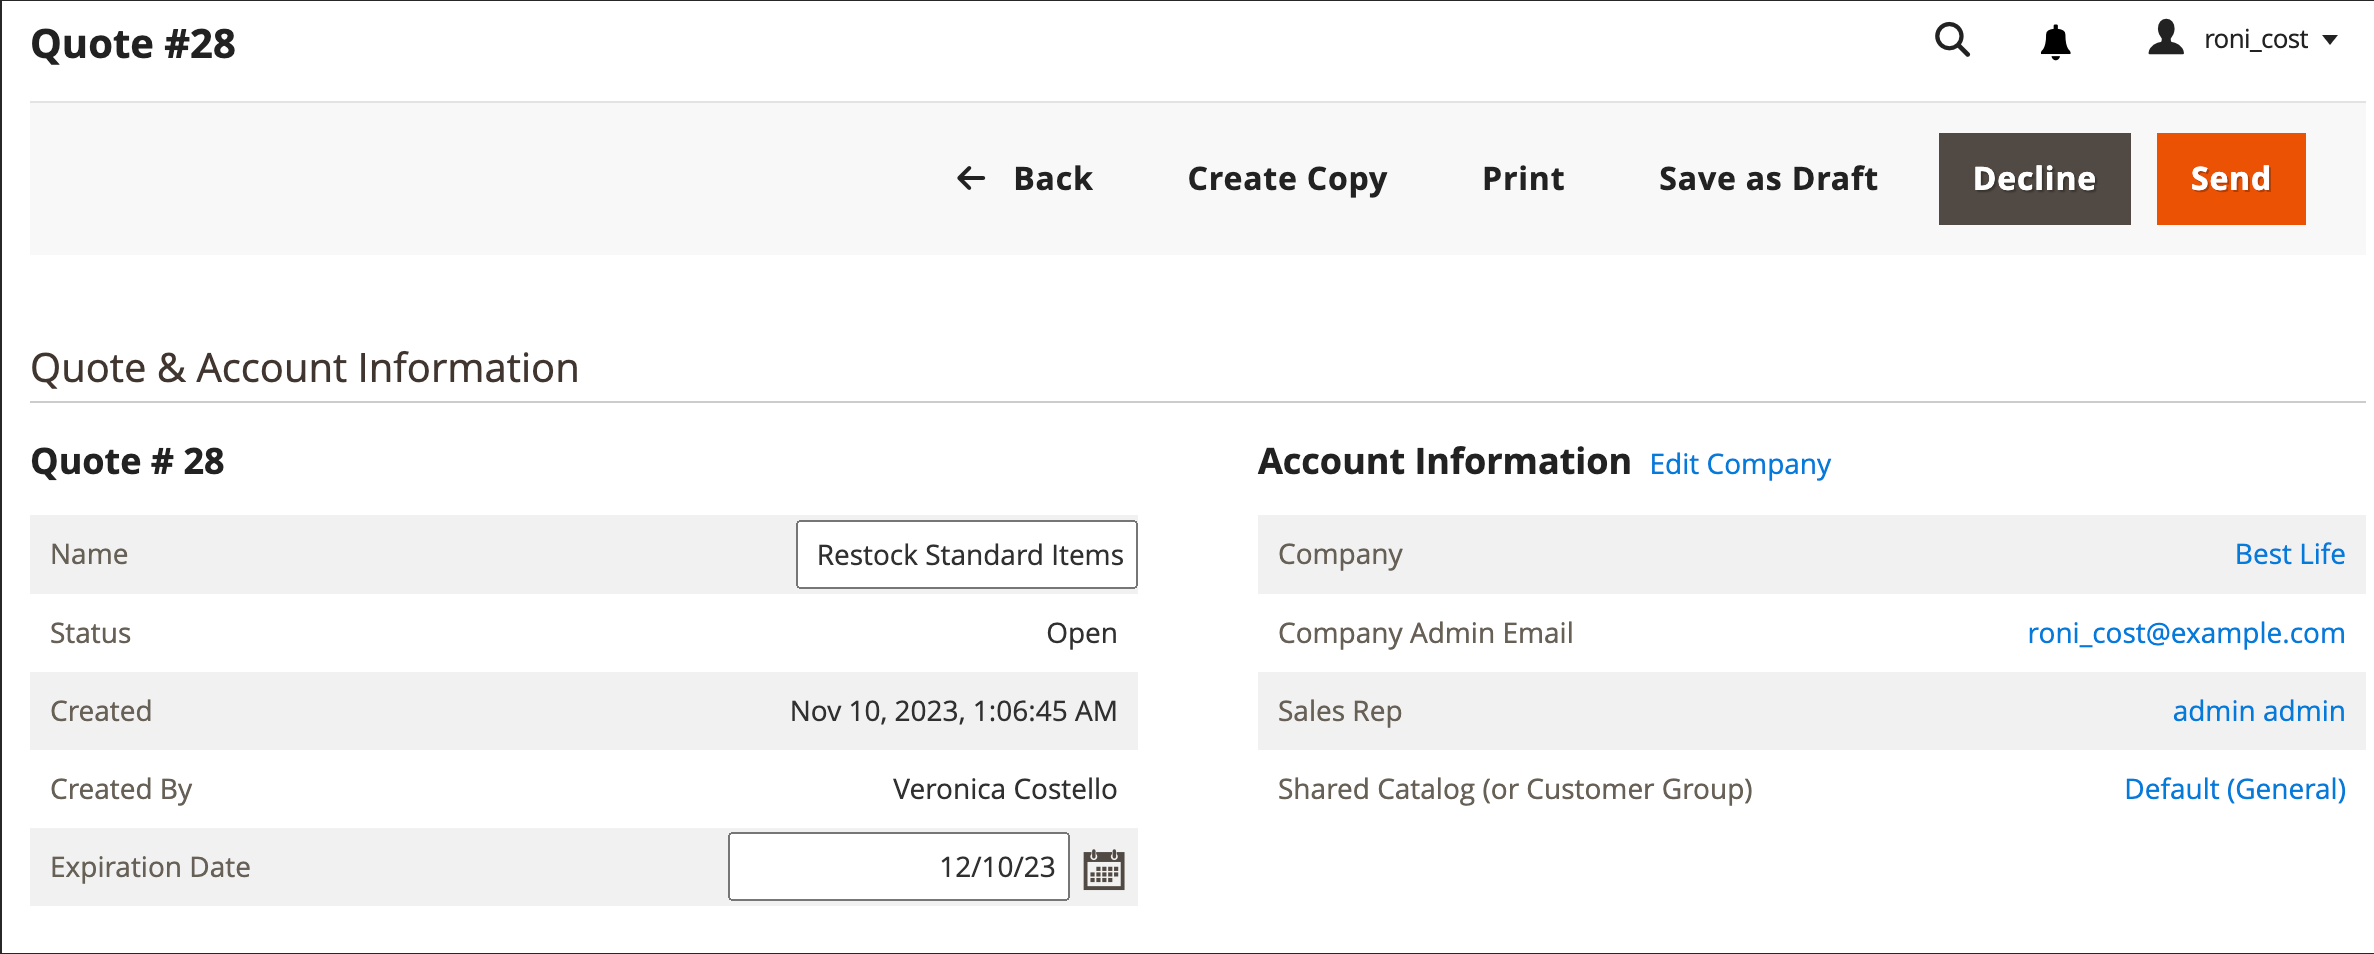 Quote #28
roni_cost
Back
Create Copy
Print
Save as Draft
Decline
Send
Quote & Account Information
Quote # 28
Name
Restock Standard Items
Status
Open
Created
Nov 10, 2023, 1:06:45 AM
Created By
Veronica Costello
Expiration Date
12/10/23
Account Information
Edit Company
Company
Best Life
Company Admin Email
roni_cost@example.com
Sales Rep
admin admin
Shared Catalog (or Customer Group)
Default (General)